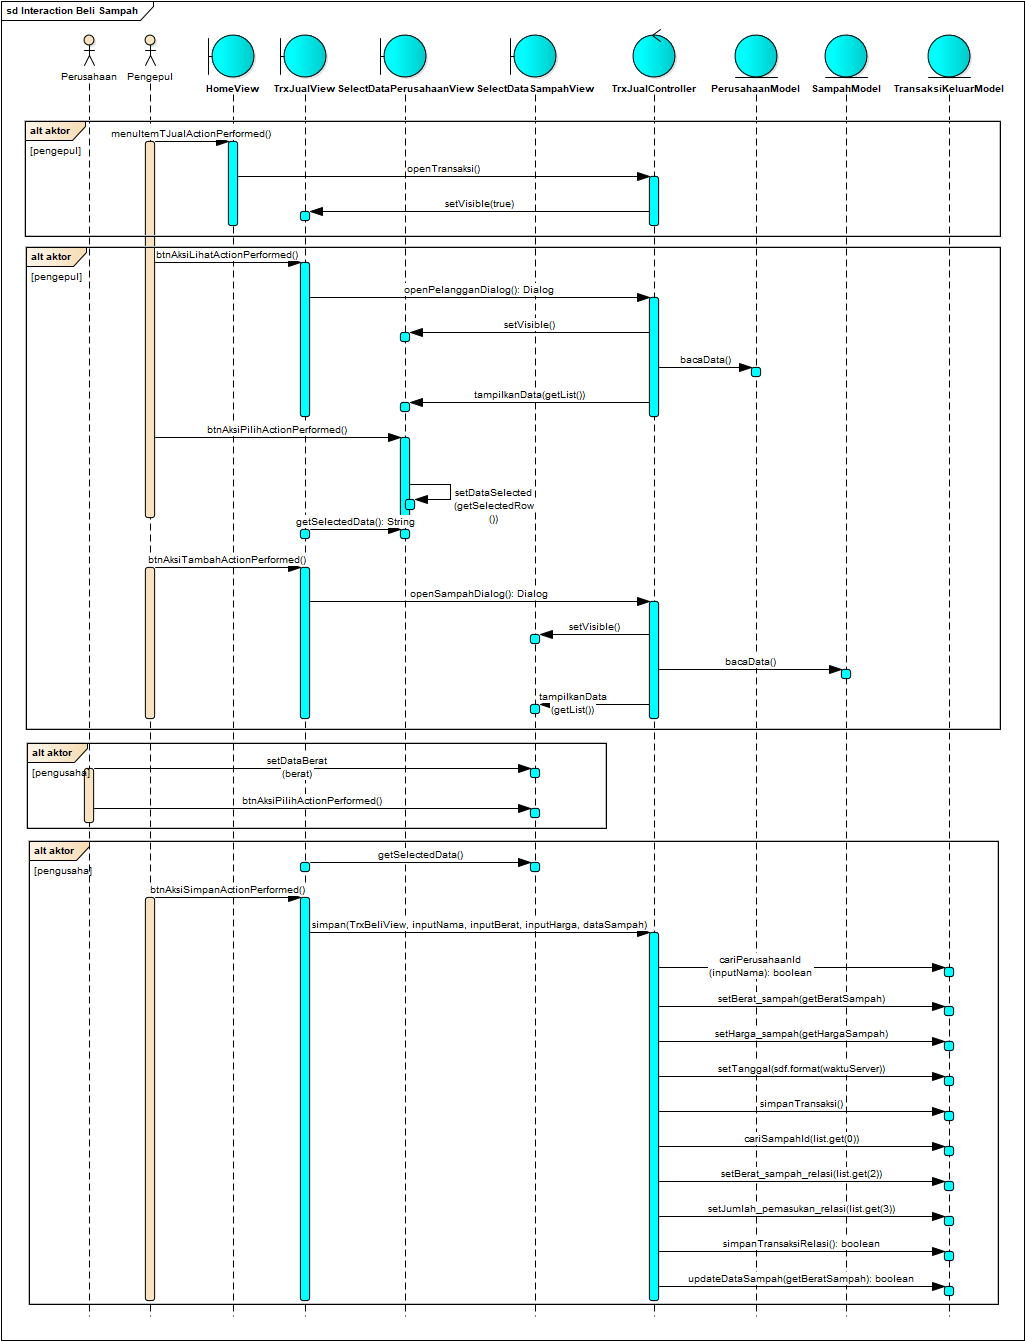 sd Interaction Beli Sampah
Perusahaan
Pengepul
HomeView
TrxJualView
SelectDataPerusahaanView
SelectDataSampahView
TrxJualController
PerusahaanModel
SampahModel
TransaksiKeluarModel
alt aktor
[pengepul]
menuItemTJualActionPerformed()
openTransaksi()
setVisible(true)
alt aktor
[pengepul]
btnAksiLihatActionPerformed()
openPelangganDialog(): Dialog
setVisible()
bacaData()
tampilkanData(getList())
btnAksiPilihActionPerformed()
setDataSelected
(getSelectedRow
())
getSelectedData(): String
btnAksiTambahActionPerformed()
openSampahDialog(): Dialog
setVisible()
bacaData()
tampilkanData
(getList())
alt aktor
[pengusaha]
setDataBerat
(berat)
btnAksiPilihActionPerformed()
alt aktor
[pengusaha]
getSelectedData()
btnAksiSimpanActionPerformed()
simpan(TrxBeliView, inputNama, inputBerat, inputHarga, dataSampah)
cariPerusahaanId
(inputNama): boolean
setBerat_sampah(getBeratSampah)
setHarga_sampah(getHargaSampah)
setTanggal(sdf.format(waktuServer))
simpanTransaksi()
cariSampahId(list.get(0))
setBerat_sampah_relasi(list.get(2))
setJumlah_pemasukan_relasi(list.get(3))
simpanTransaksiRelasi(): boolean
updateDataSampah(getBeratSampah): boolean